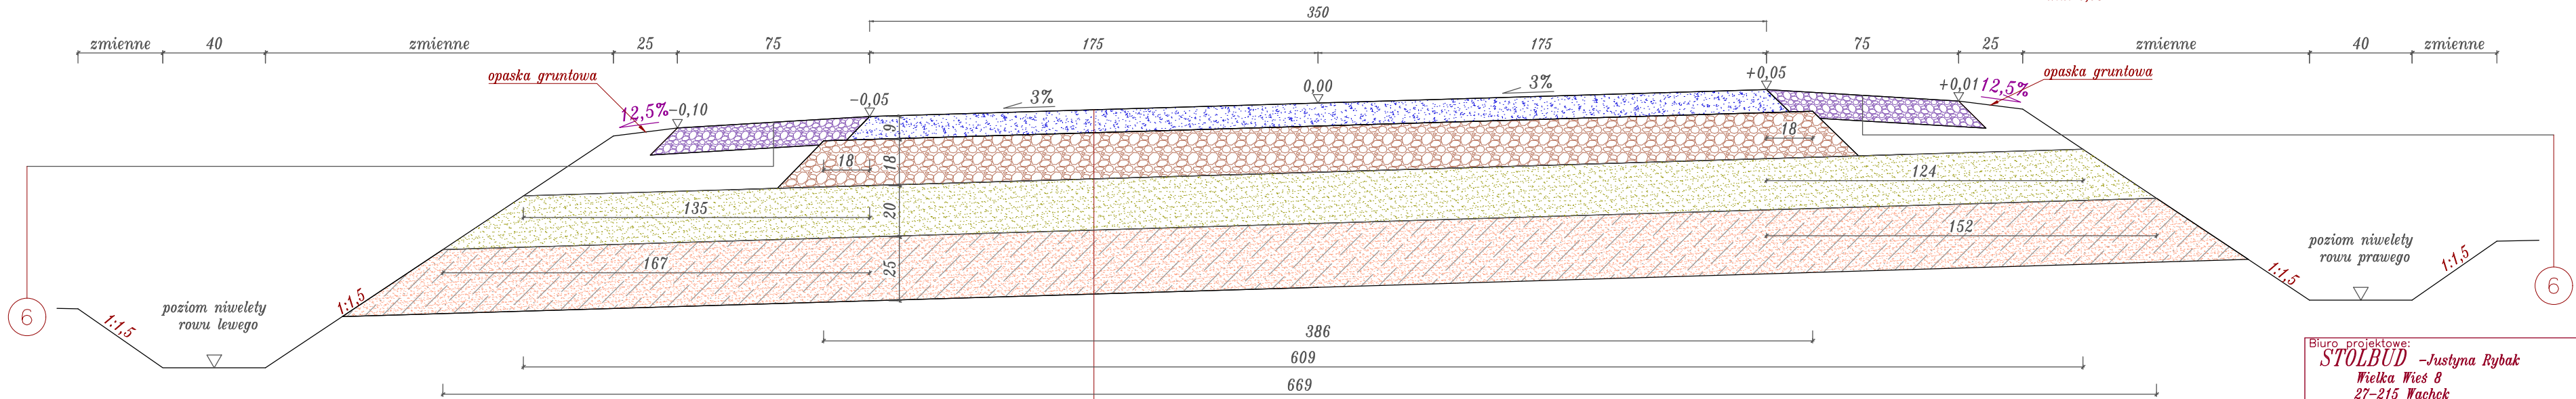 350
zmienne 40 zmienne 25 75 175 175 75 25 zmienne 40 zmienne
opaska gruntowa
opaska gruntowa
12,5% -0,10 -0,05 3% 0,00 3% +0,05 +0,01 12,5%
9
18
18
18
124
135
20
152
167
25
1:1,5
1:1,5
1:1,5
1:1,5
poziom niwelety
rowu lewego
poziom niwelety
rowu prawego
6
6
386
609
669
Biuro projektowe:
STOLBUD -Justyna Rybak
Wielka Wieś 8
27-215 Wachck